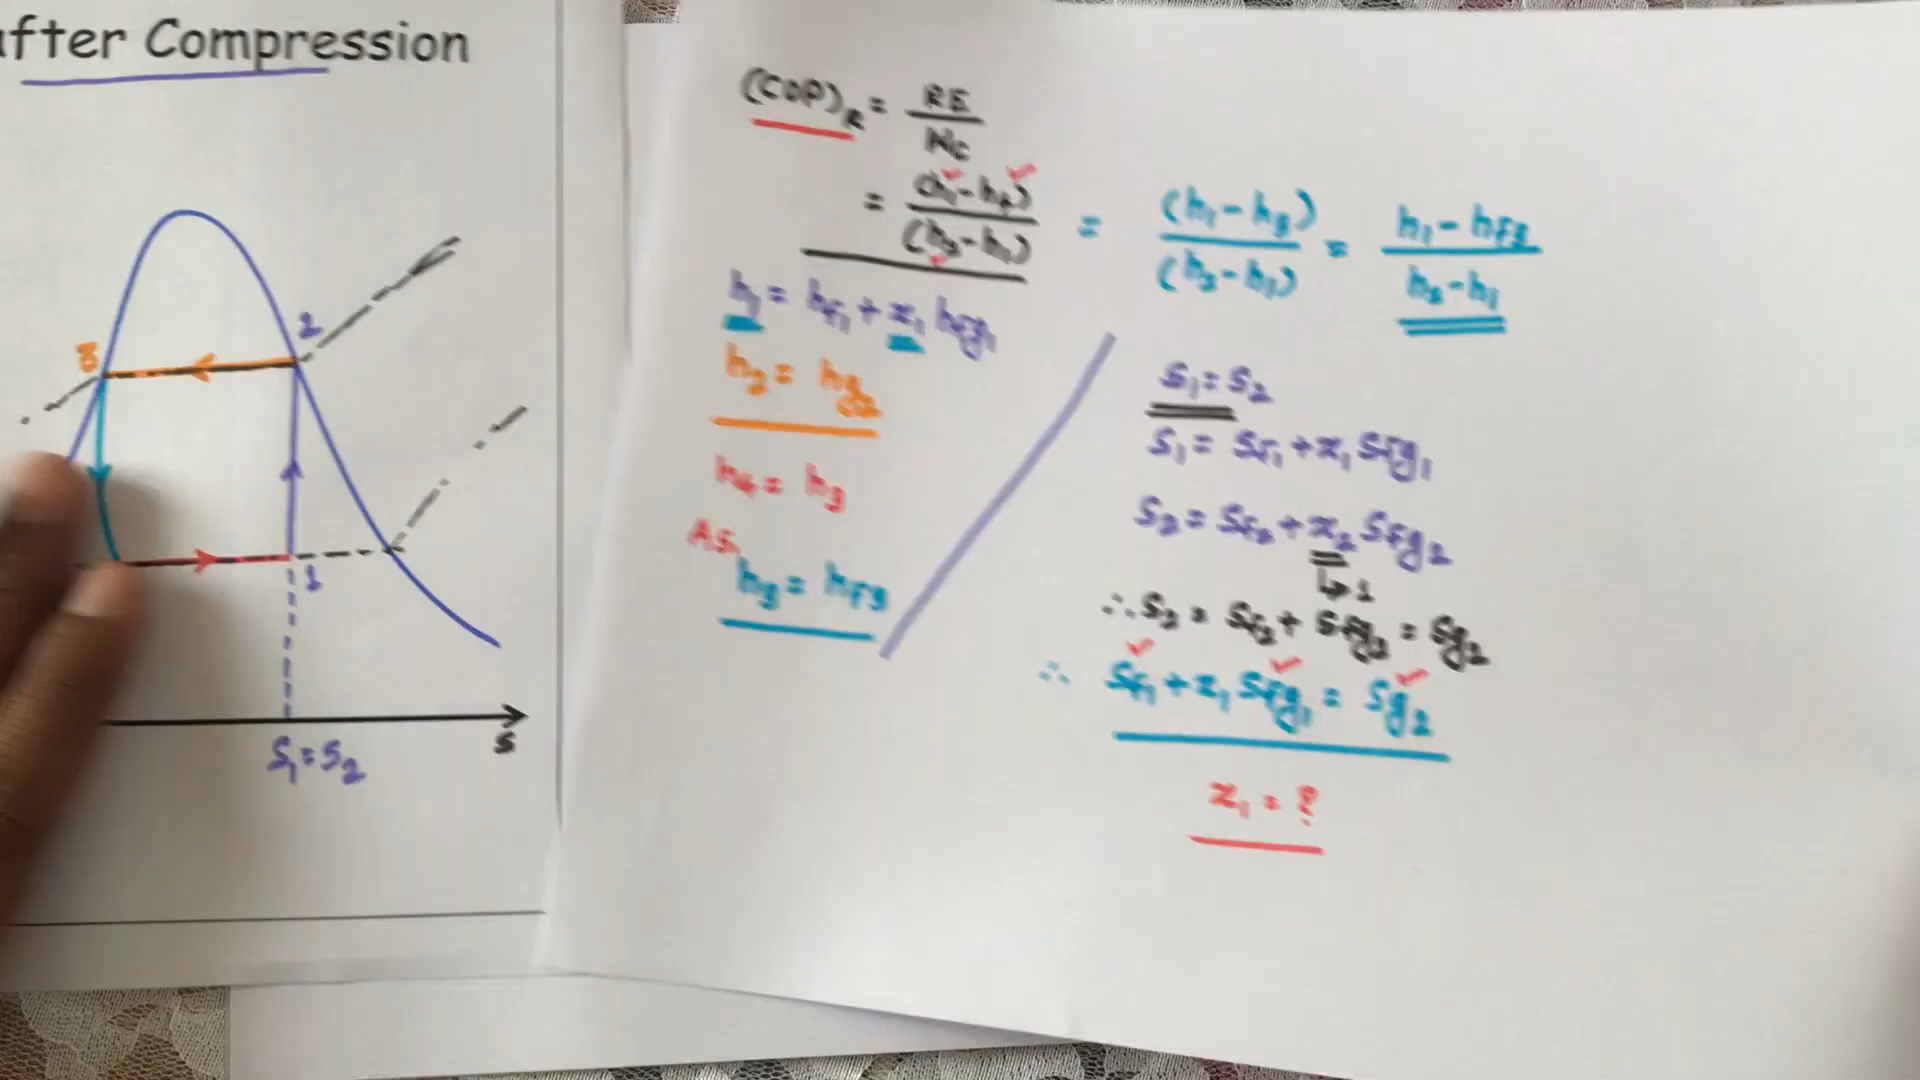 after Compression
2
3
1
S
S₁ = S₂
(COP)R = RE / Wc
= (h₁ - h₄) / (h₂ - h₁) = (h₁ - h₃) / (h₂ - h₁) = h₁ - hf₃ / h₂ - h₁
h₁ = hf₁ + x₁ hfg₁
h₂ = hg₂
h₄ = h₃
As,
h₃ = hf₃
S₁ = S₂
S₁ = Sf₁ + x₁ Sfg₁
S₂ = Sf₂ + x₂ Sfg₂
↳ 1
∴ S₂ = Sf₂ + Sfg₂ = Sg₂
∴ Sf₁ + x₁ Sfg₁ = Sg₂
x₁ = ?